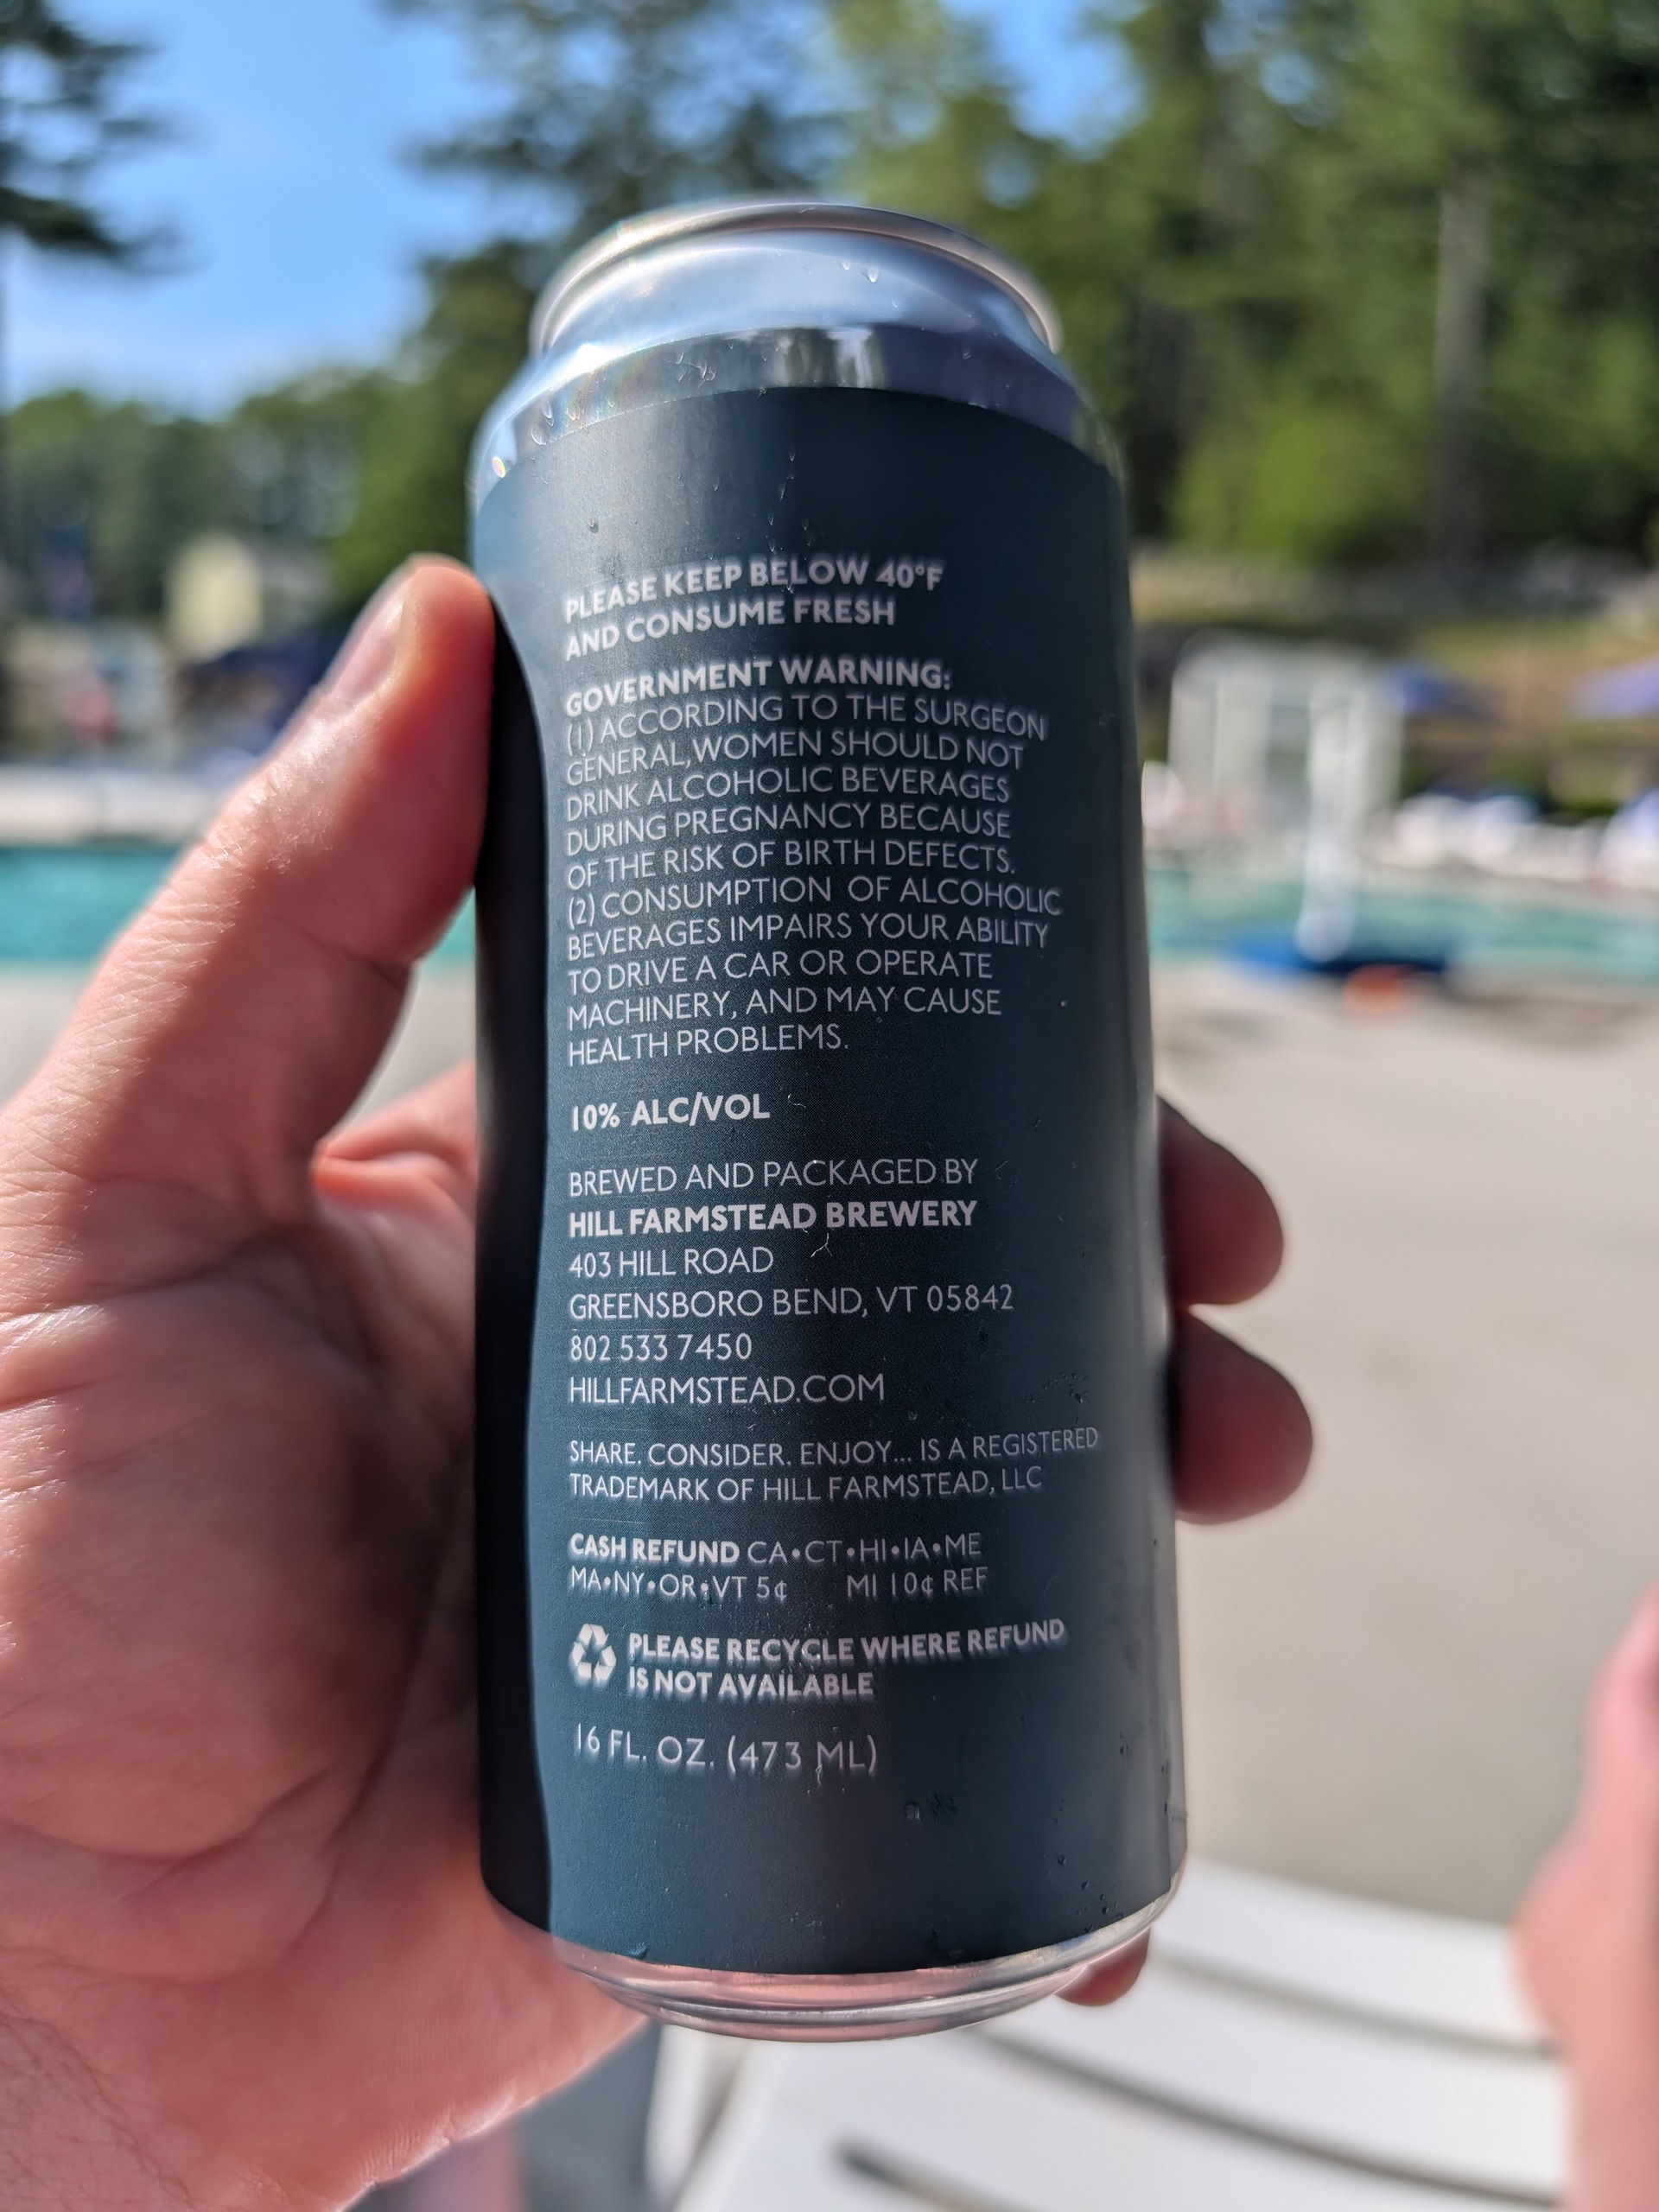 PLEASE KEEP BELOW 40°F
AND CONSUME FRESH
GOVERNMENT WARNING:
(1) ACCORDING TO THE SURGEON
GENERAL, WOMEN SHOULD NOT
DRINK ALCOHOLIC BEVERAGES
DURING PREGNANCY BECAUSE
OF THE RISK OF BIRTH DEFECTS.
(2) CONSUMPTION OF ALCOHOLIC
BEVERAGES IMPAIRS YOUR ABILITY
TO DRIVE A CAR OR OPERATE
MACHINERY, AND MAY CAUSE
HEALTH PROBLEMS.
10% ALC/VOL
BREWED AND PACKAGED BY
HILL FARMSTEAD BREWERY
403 HILL ROAD
GREENSBORO BEND, VT 05842
802 533 7450
HILLFARMSTEAD.COM
SHARE. CONSIDER. ENJOY... IS A REGISTERED
TRADEMARK OF HILL FARMSTEAD, LLC
CASH REFUND CA•CT•HI•IA•ME
MA•NY•OR•VT 5¢ MI 10¢ REF
PLEASE RECYCLE WHERE REFUND
IS NOT AVAILABLE
16 FL. OZ. (473 ML)